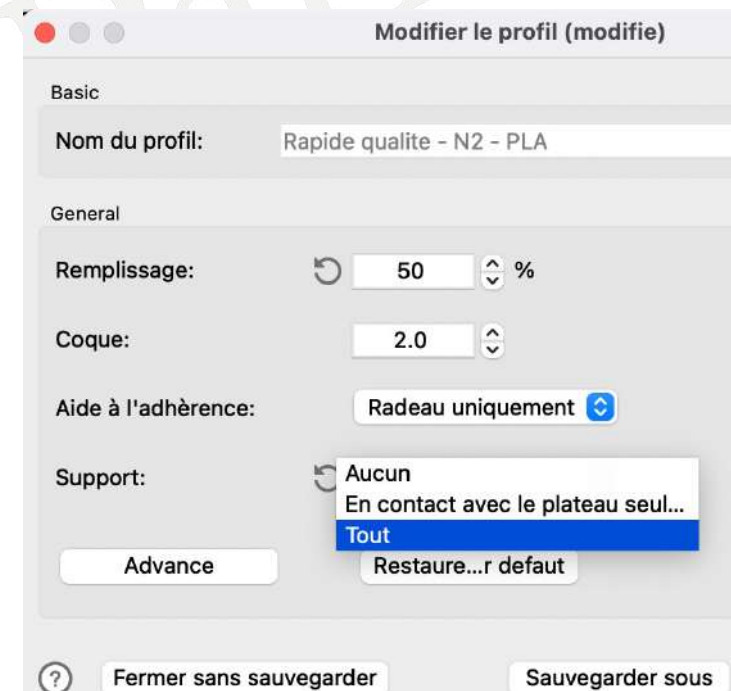 Modifier le profil (modifie)
Basic
Nom du profil: Rapide qualite - N2 - PLA
General
Remplissage: 50 %
Coque: 2.0
Aide à l'adhèrence: Radeau uniquement
Support:
Aucun
En contact avec le plateau seul...
Tout
Advance Restaure...r defaut
? Fermer sans sauvegarder Sauvegarder sous